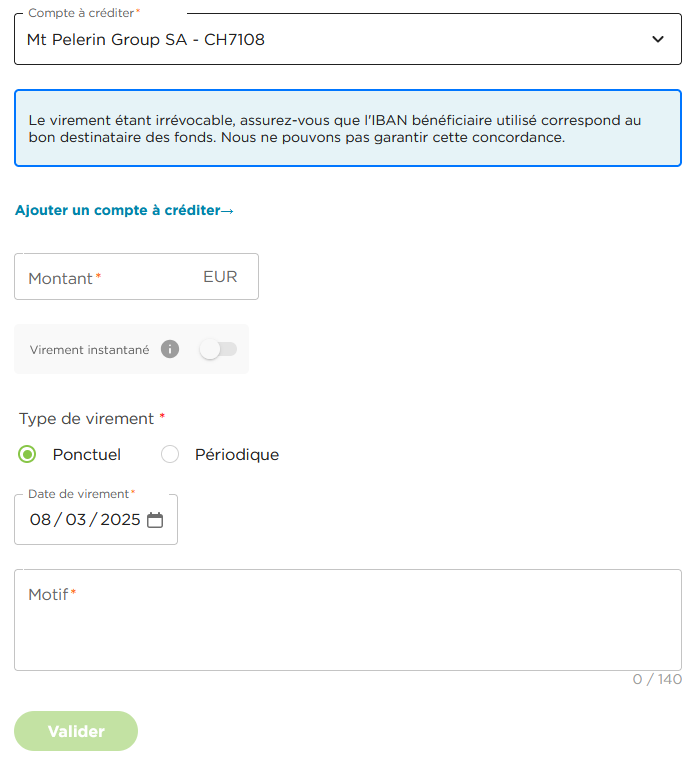 Compte à créditer*
Mt Pelerin Group SA - CH7108
Le virement étant irrévocable, assurez-vous que l'IBAN bénéficiaire utilisé correspond au
bon destinataire des fonds. Nous ne pouvons pas garantir cette concordance.
Ajouter un compte à créditer→
Montant* EUR
Virement instantané i
Type de virement *
Ponctuel Périodique
Date de virement*
08/03/2025
Motif*
0 / 140
Valider